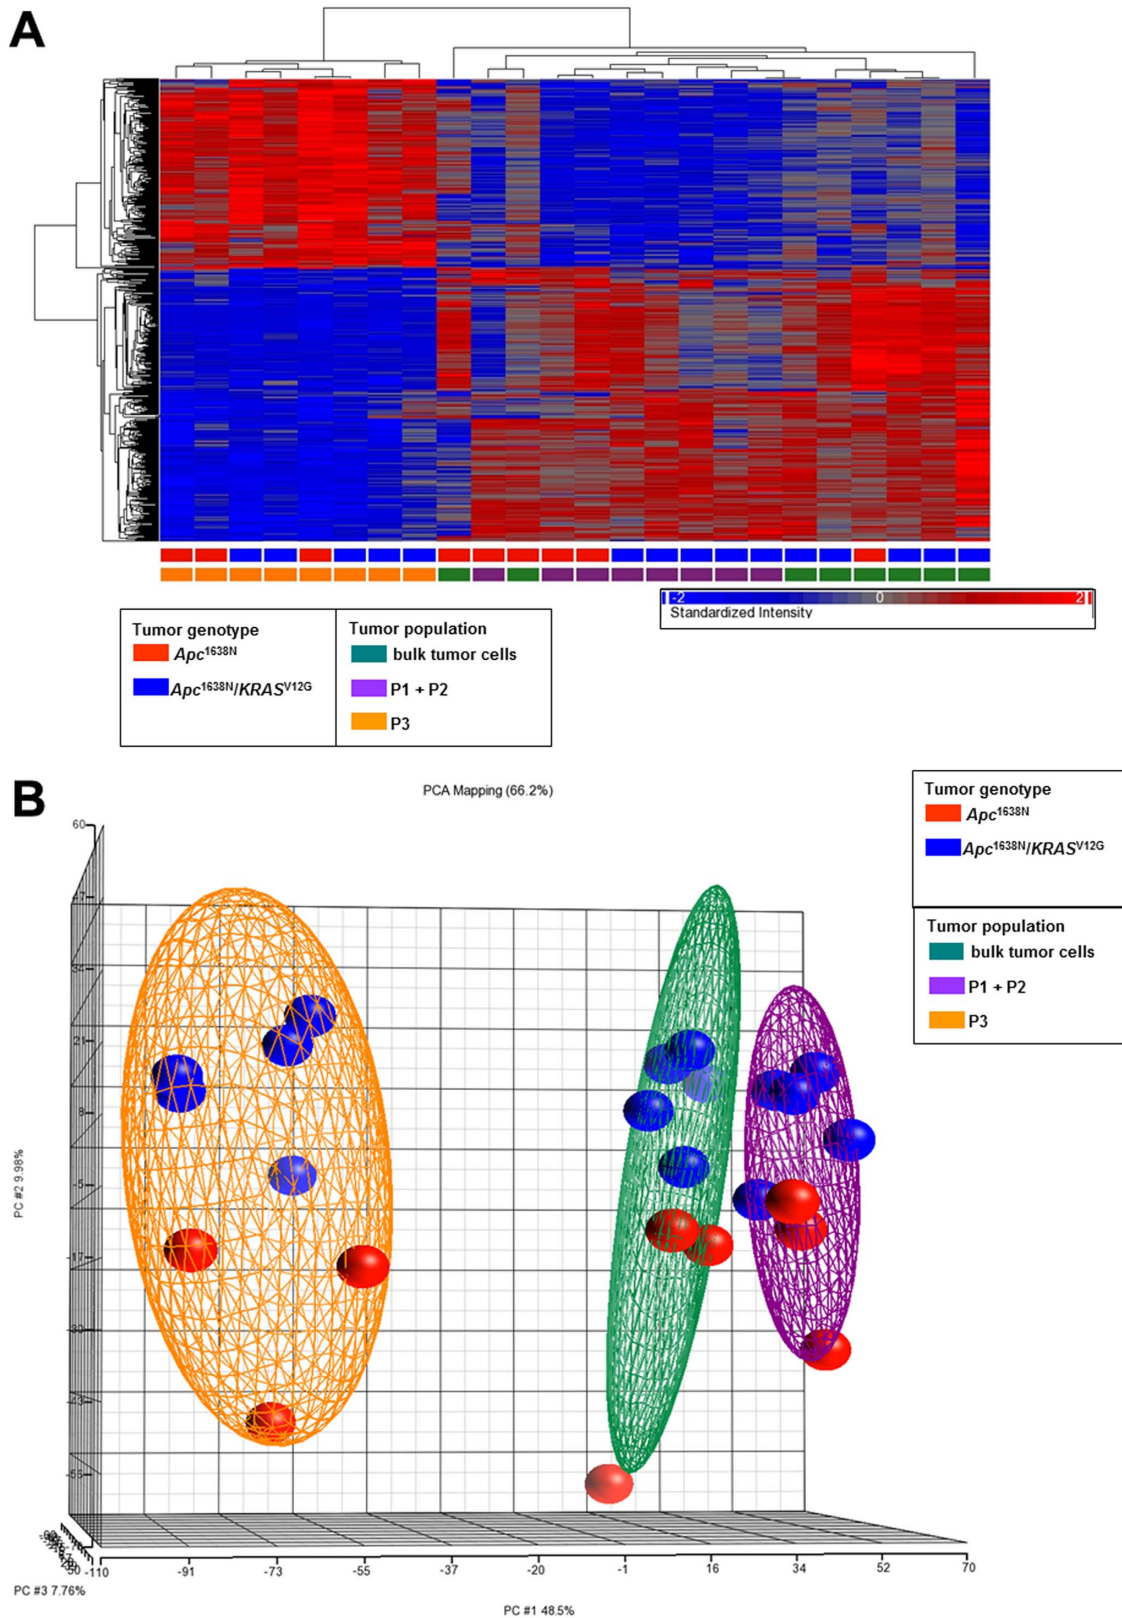 A
-2 0 2
Standardized Intensity
Tumor genotype
Apc1638N
Apc1638N/KRASV12G
Tumor population
bulk tumor cells
P1 + P2
P3
B
PCA Mapping (66.2%)
Tumor genotype
Apc1638N
Apc1638N/KRASV12G
Tumor population
bulk tumor cells
P1 + P2
P3
60
34
21
8
-5
-17
-30
PC #2 9.98%
-110 -91 -73 -55 -37 -20 -1 16 34 52 70
PC #3 7.76%
PC #1 48.5%